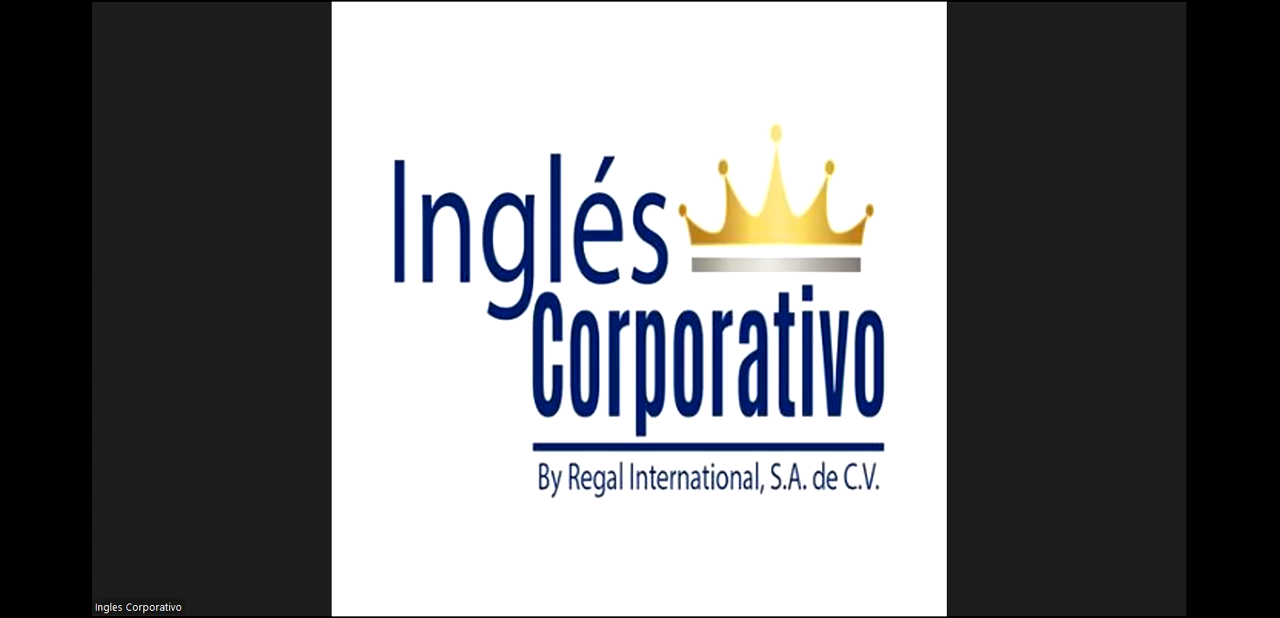 Inglés
Corporativo
By Regal International, S.A. de C.V.
Ingles Corporativo